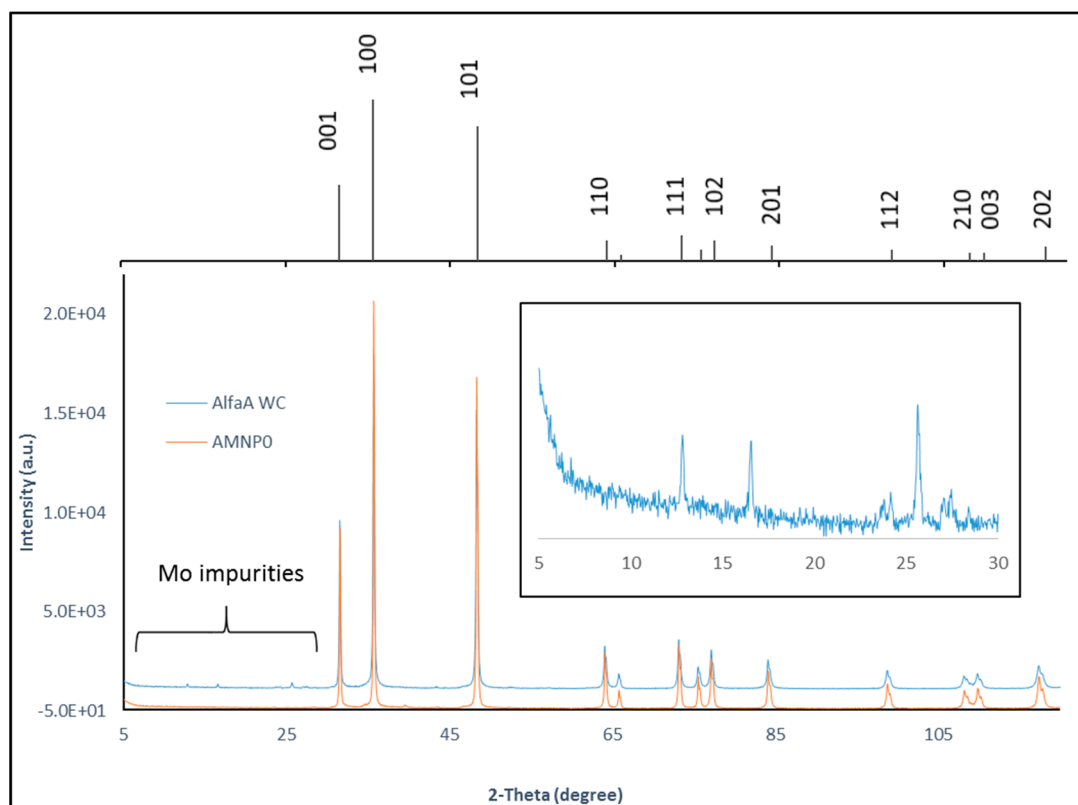 001
100
101
110
111
102
201
112
210
003
202
2.0E+04
1.5E+04
1.0E+04
5.0E+03
-5.0E+01
Intensity (a.u.)
AlfaA WC
AMNP0
Mo impurities
5 10 15 20 25 30
5 25 45 65 85 105
2-Theta (degree)